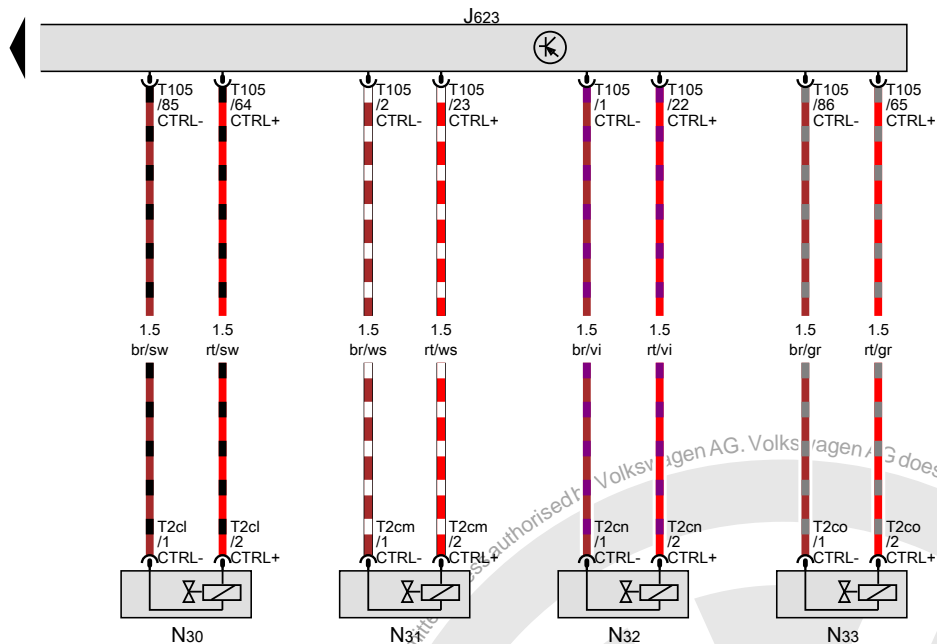 J623
T105 T105 T105 T105 T105 T105 T105 T105
/85 /64 /2 /23 /1 /22 /86 /65
CTRL- CTRL+ CTRL- CTRL+ CTRL- CTRL+ CTRL- CTRL+
1.5 1.5 1.5 1.5 1.5 1.5 1.5 1.5
br/sw rt/sw br/ws rt/ws br/vi rt/vi br/gr rt/gr
authorised by Volkswagen AG. Volkswagen AG does
T2cl T2cl T2cm T2cm T2cn T2cn T2co T2co
/1 /2 /1 /2 /1 /2 /1 /2
CTRL- CTRL+ CTRL- CTRL+ CTRL- CTRL+ CTRL- CTRL+
N30 N31 N32 N33